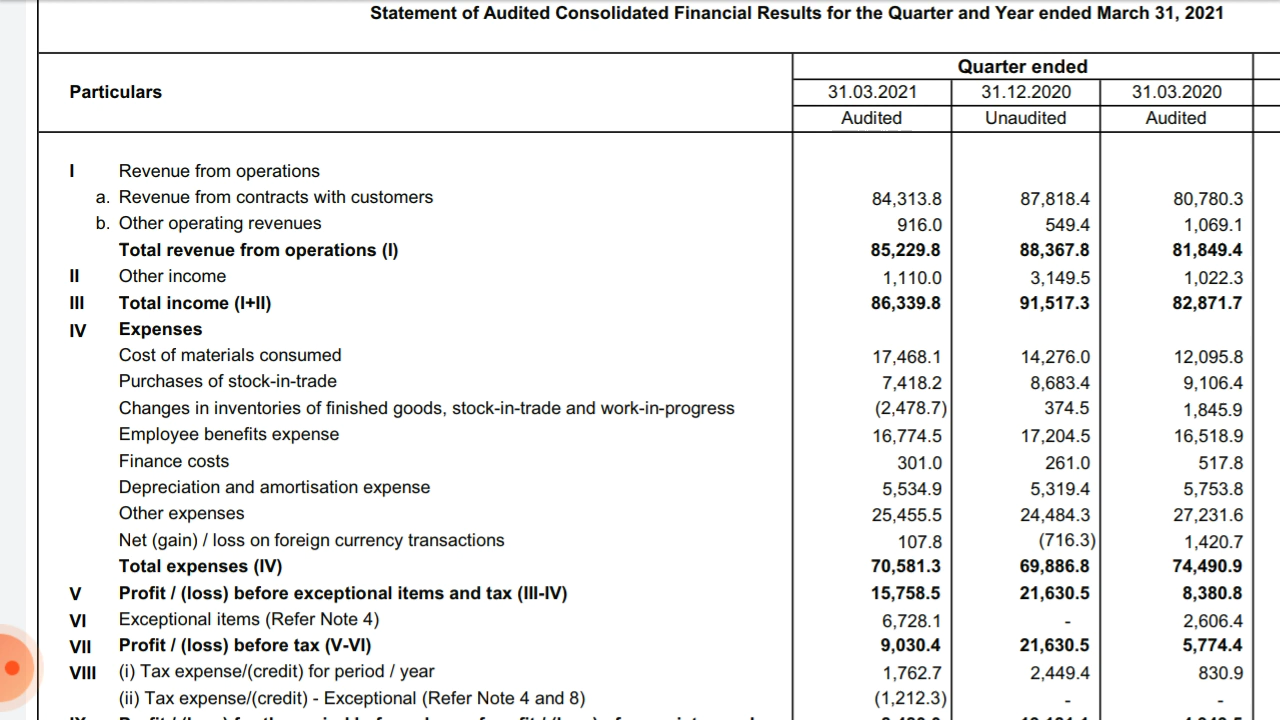 Statement of Audited Consolidated Financial Results for the Quarter and Year ended March 31, 2021
Particulars Quarter ended
31.03.2021 31.12.2020 31.03.2020
Audited Unaudited Audited
I Revenue from operations
a. Revenue from contracts with customers 84,313.8 87,818.4 80,780.3
b. Other operating revenues 916.0 549.4 1,069.1
Total revenue from operations (I) 85,229.8 88,367.8 81,849.4
II Other income 1,110.0 3,149.5 1,022.3
III Total income (I+II) 86,339.8 91,517.3 82,871.7
IV Expenses
Cost of materials consumed 17,468.1 14,276.0 12,095.8
Purchases of stock-in-trade 7,418.2 8,683.4 9,106.4
Changes in inventories of finished goods, stock-in-trade and work-in-progress (2,478.7) 374.5 1,845.9
Employee benefits expense 16,774.5 17,204.5 16,518.9
Finance costs 301.0 261.0 517.8
Depreciation and amortisation expense 5,534.9 5,319.4 5,753.8
Other expenses 25,455.5 24,484.3 27,231.6
Net (gain) / loss on foreign currency transactions 107.8 (716.3) 1,420.7
Total expenses (IV) 70,581.3 69,886.8 74,490.9
V Profit / (loss) before exceptional items and tax (III-IV) 15,758.5 21,630.5 8,380.8
VI Exceptional items (Refer Note 4) 6,728.1 - 2,606.4
VII Profit / (loss) before tax (V-VI) 9,030.4 21,630.5 5,774.4
VIII (i) Tax expense/(credit) for period / year 1,762.7 2,449.4 830.9
(ii) Tax expense/(credit) - Exceptional (Refer Note 4 and 8) (1,212.3) - -